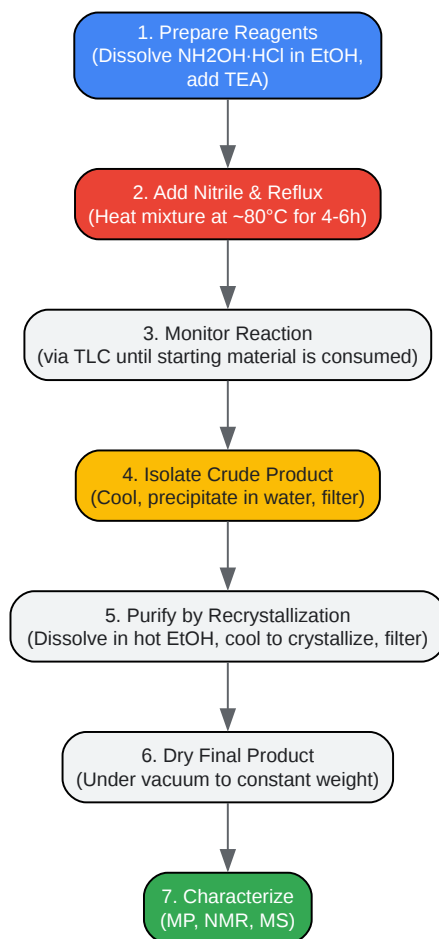 1. Prepare Reagents
(Dissolve NH2OH·HCl in EtOH,
add TEA)
2. Add Nitrile & Reflux
(Heat mixture at ~80°C for 4-6h)
3. Monitor Reaction
(via TLC until starting material is consumed)
4. Isolate Crude Product
(Cool, precipitate in water, filter)
5. Purify by Recrystallization
(Dissolve in hot EtOH, cool to crystallize, filter)
6. Dry Final Product
(Under vacuum to constant weight)
7. Characterize
(MP, NMR, MS)